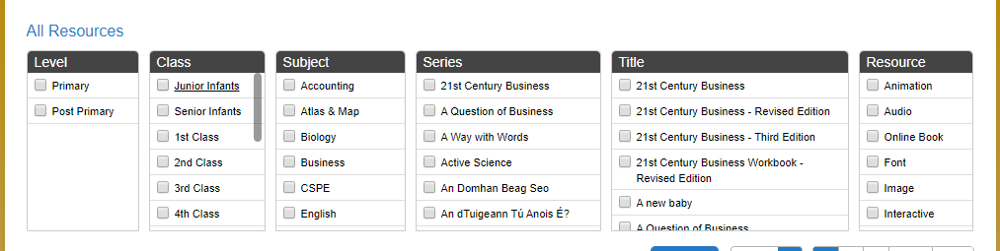 All Resources
Level
Primary
Post Primary
Class
Junior Infants
Senior Infants
1st Class
2nd Class
3rd Class
4th Class
Subject
Accounting
Atlas & Map
Biology
Business
CSPE
English
Series
21st Century Business
A Question of Business
A Way with Words
Active Science
An Domhan Beag Seo
An dTuigeann Tú Anois É?
Title
21st Century Business
21st Century Business - Revised Edition
21st Century Business - Third Edition
21st Century Business Workbook -
Revised Edition
A new baby
A Question of Business
Resource
Animation
Audio
Online Book
Font
Image
Interactive